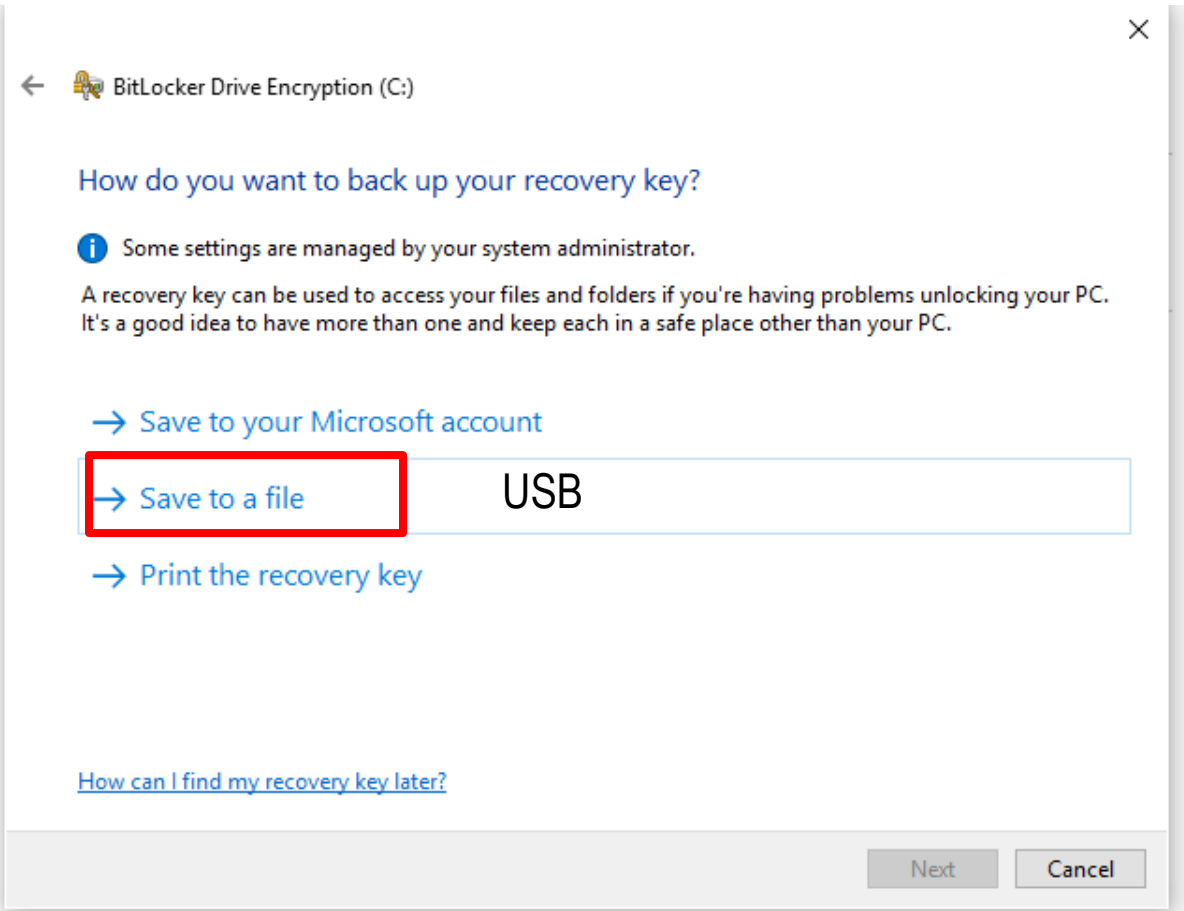 BitLocker Drive Encryption (C:)
How do you want to back up your recovery key?
Some settings are managed by your system administrator.
A recovery key can be used to access your files and folders if you're having problems unlocking your PC.
It's a good idea to have more than one and keep each in a safe place other than your PC.
Save to your Microsoft account
Save to a file USB
Print the recovery key
How can I find my recovery key later?
Next Cancel